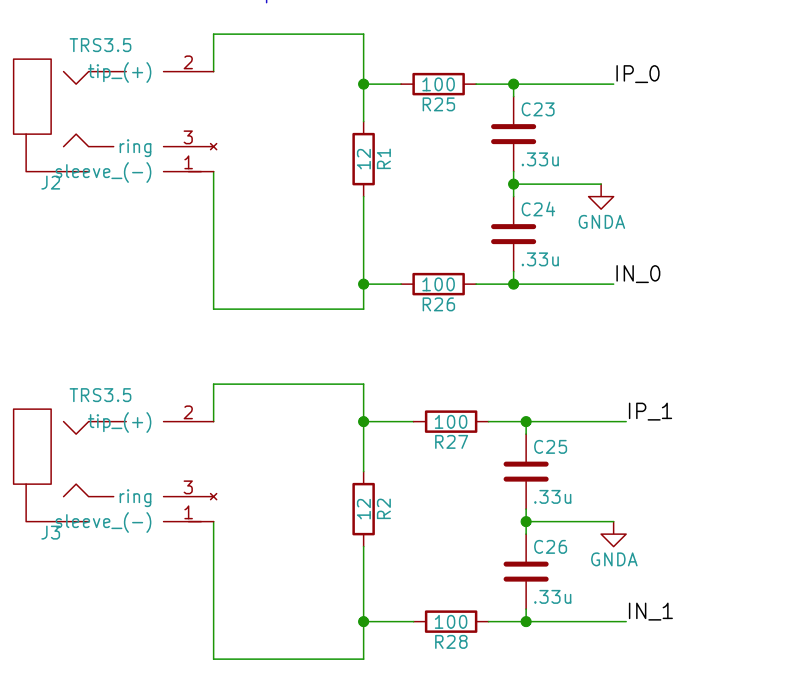 TRS3.5
tip_(+)
2
ring
3
sleeve_(-)
1
J2
12
R1
100
R25
C23
.33u
IP_0
GNDA
C24
.33u
100
R26
IN_0
TRS3.5
tip_(+)
2
ring
3
sleeve_(-)
1
J3
12
R2
100
R27
C25
.33u
IP_1
GNDA
C26
.33u
100
R28
IN_1